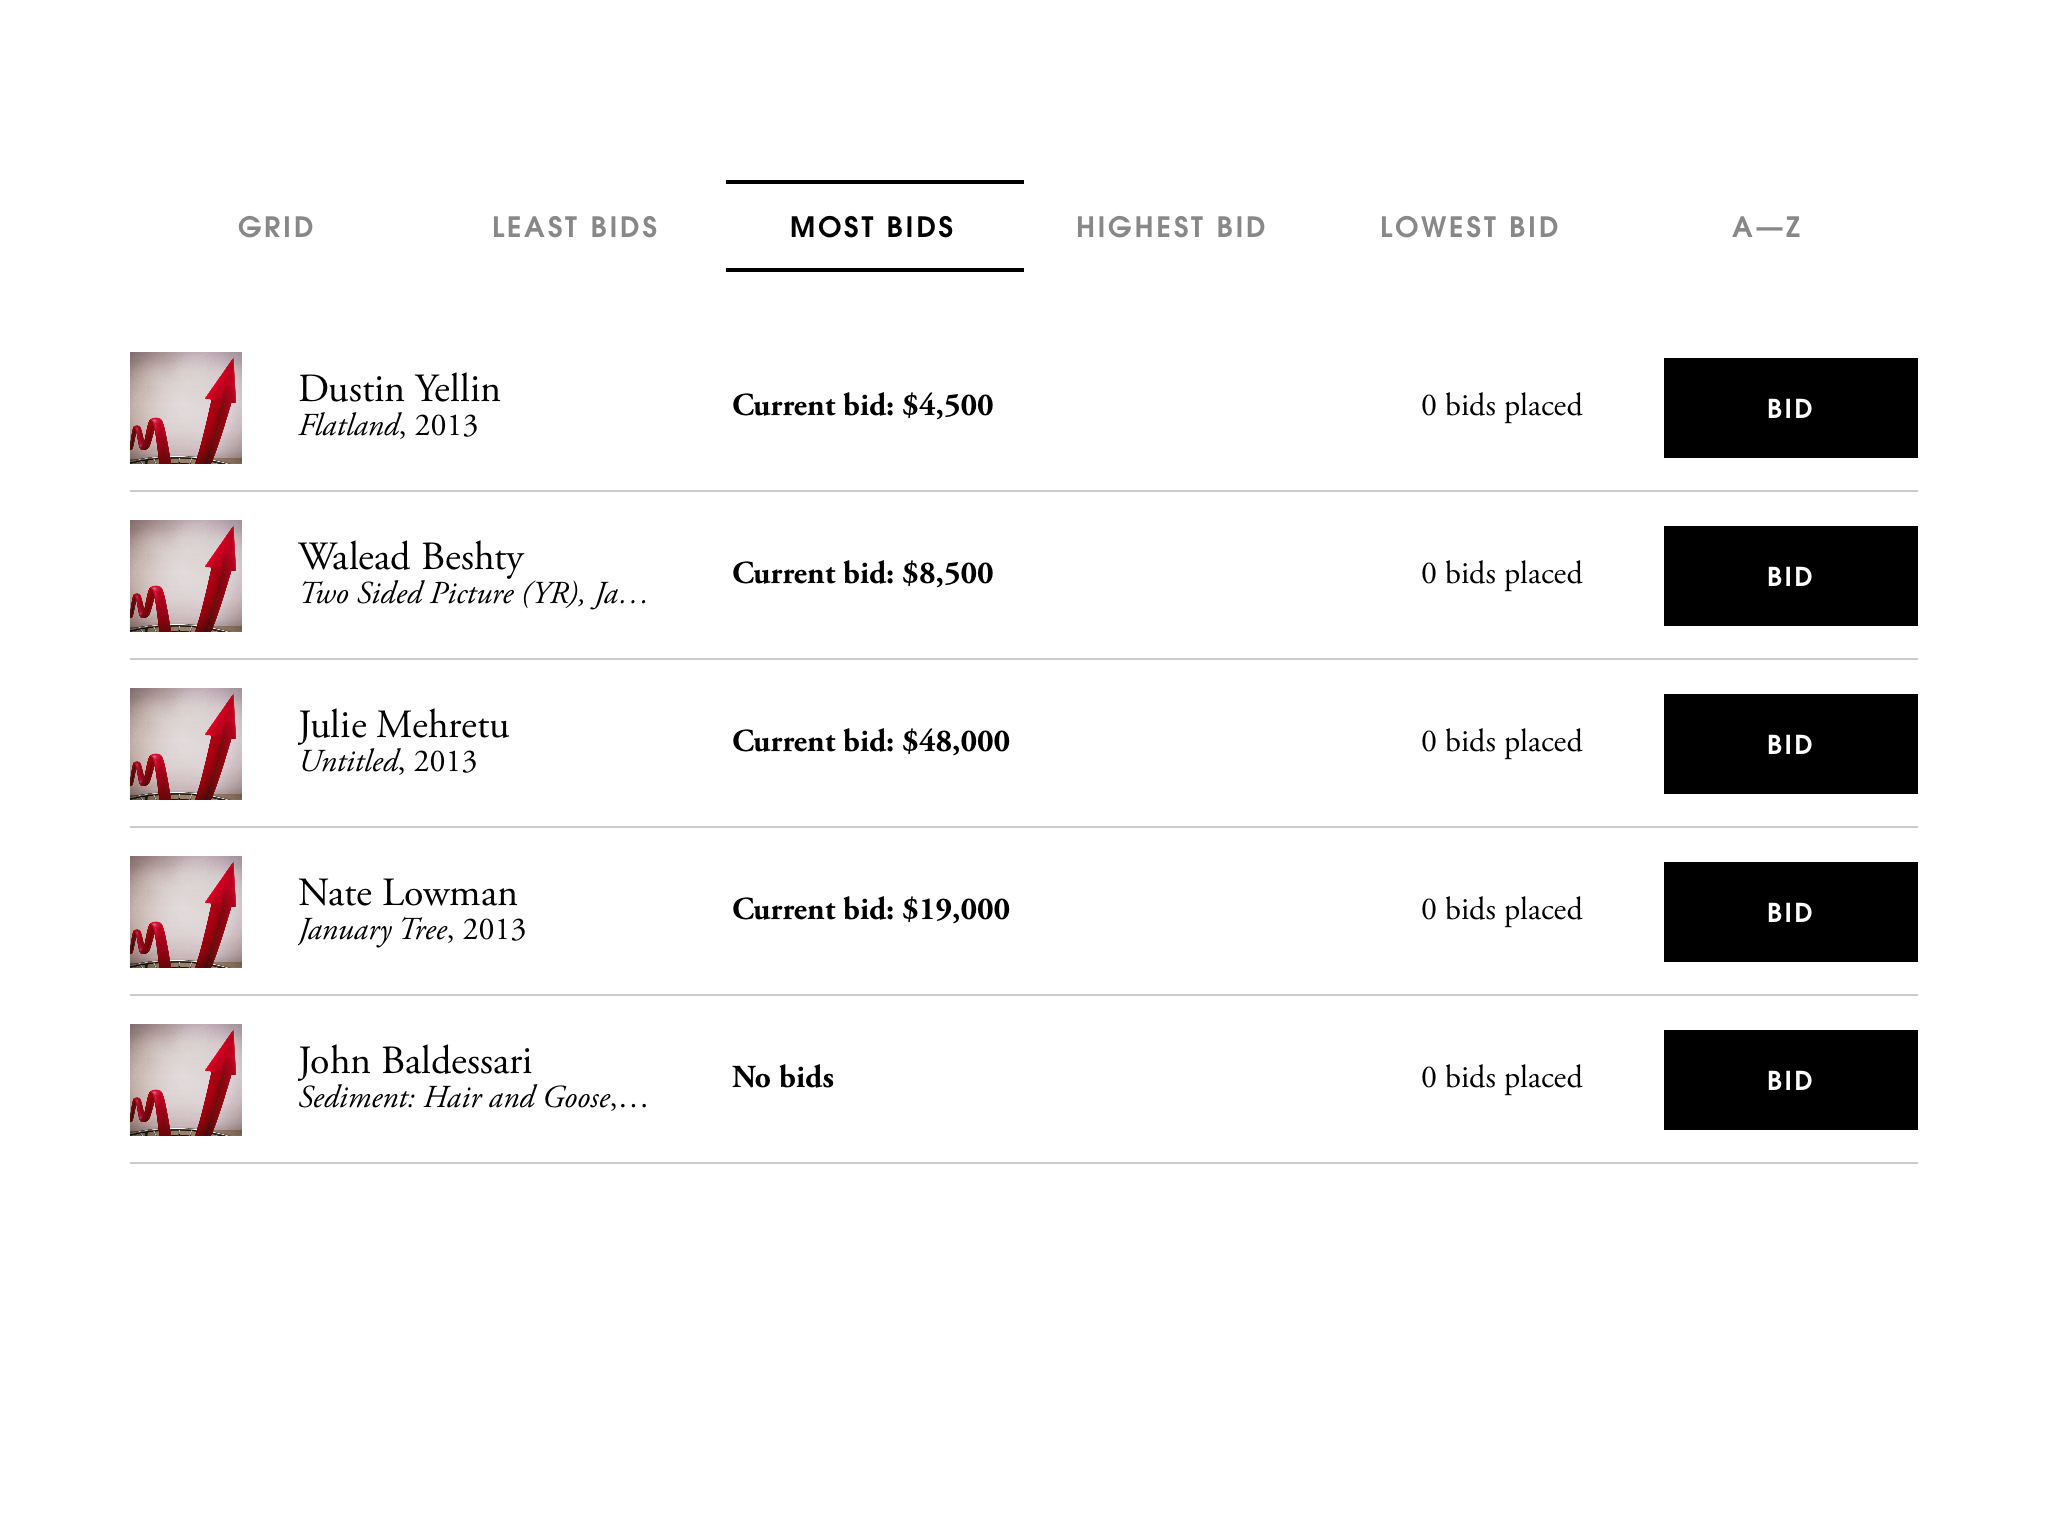 GRID LEAST BIDS MOST BIDS HIGHEST BID LOWEST BID A—Z
Dustin Yellin
Flatland, 2013
Current bid: $4,500
0 bids placed
BID
Walead Beshty
Two Sided Picture (YR), Ja…
Current bid: $8,500
0 bids placed
BID
Julie Mehretu
Untitled, 2013
Current bid: $48,000
0 bids placed
BID
Nate Lowman
January Tree, 2013
Current bid: $19,000
0 bids placed
BID
John Baldessari
Sediment: Hair and Goose,…
No bids
0 bids placed
BID